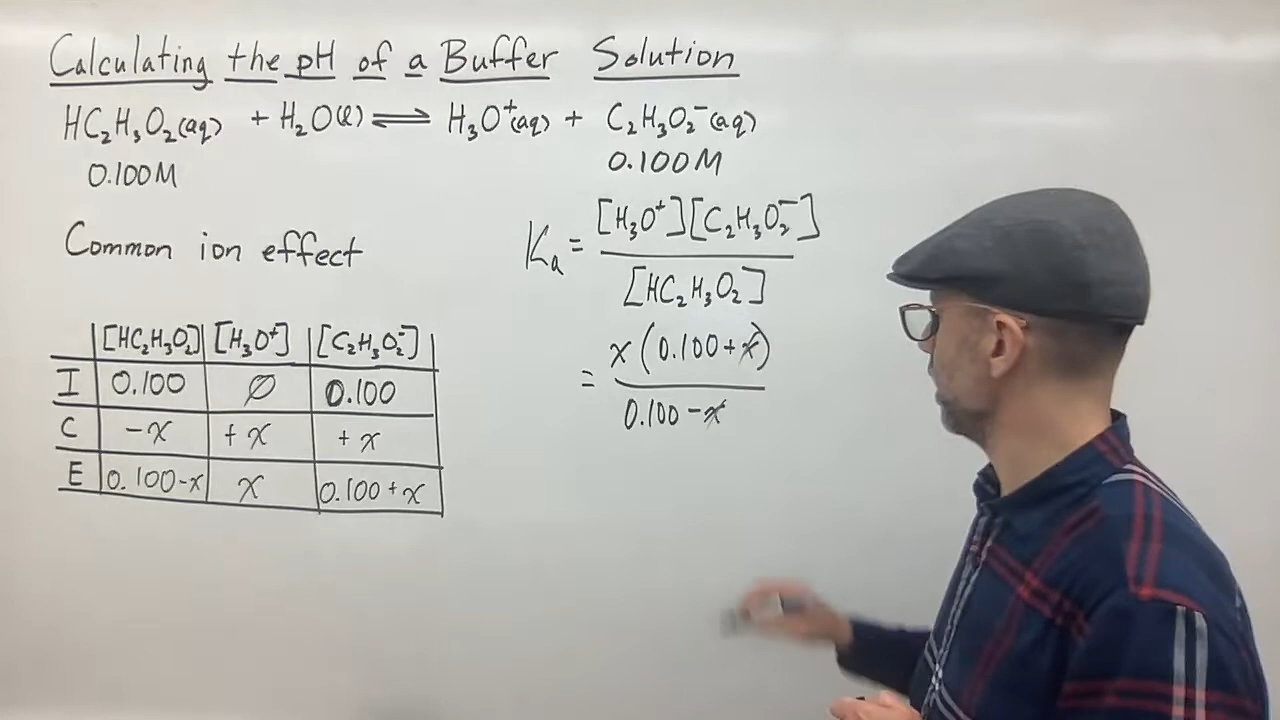 Calculating the pH of a Buffer Solution
HC₂H₃O₂(aq) + H₂O(l) ⇌ H₃O⁺(aq) + C₂H₃O₂⁻(aq)
0.100M 0.100M
Common ion effect
Kₐ = [H₃O⁺][C₂H₃O₂⁻]
[HC₂H₃O₂]
= x(0.100+x)
0.100-x
[HC₂H₃O₂] [H₃O⁺] [C₂H₃O₂⁻]
I 0.100 ∅ 0.100
C -x +x +x
E 0.100-x x 0.100+x